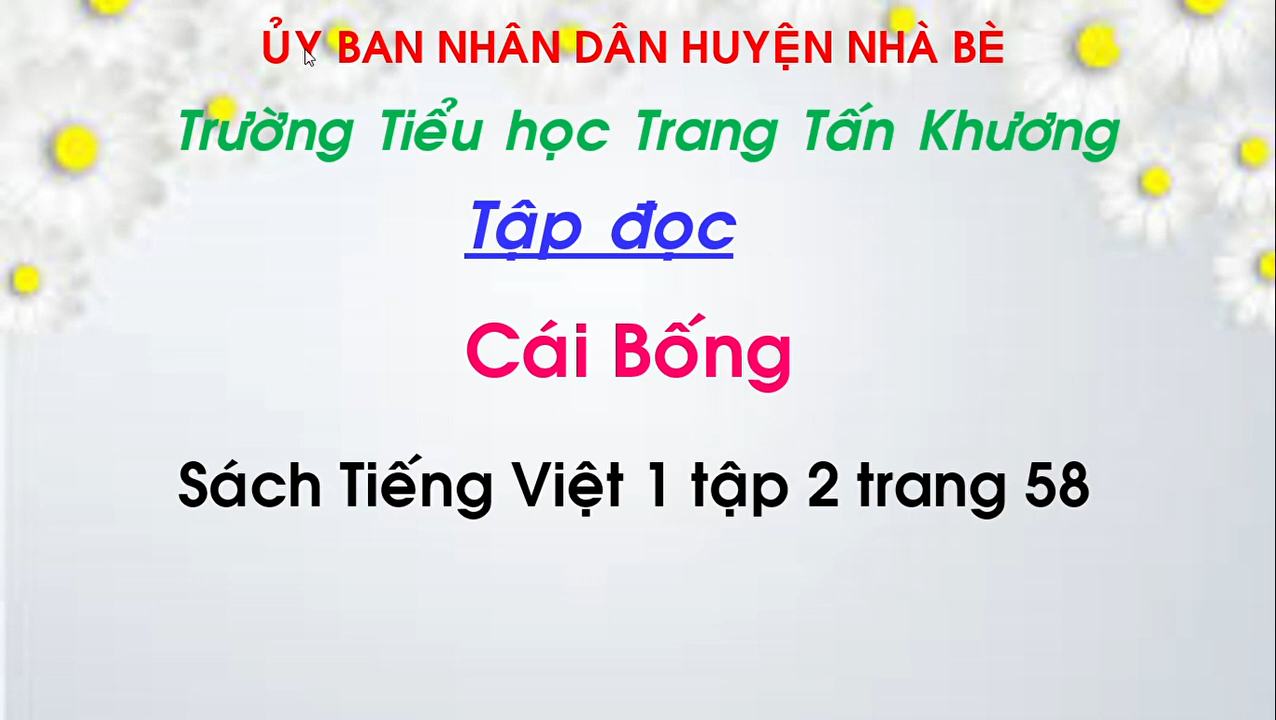 ỦY BAN NHÂN DÂN HUYỆN NHÀ BÈ
Trường Tiểu học Trang Tấn Khương
Tập đọc
Cái Bống
Sách Tiếng Việt 1 tập 2 trang 58